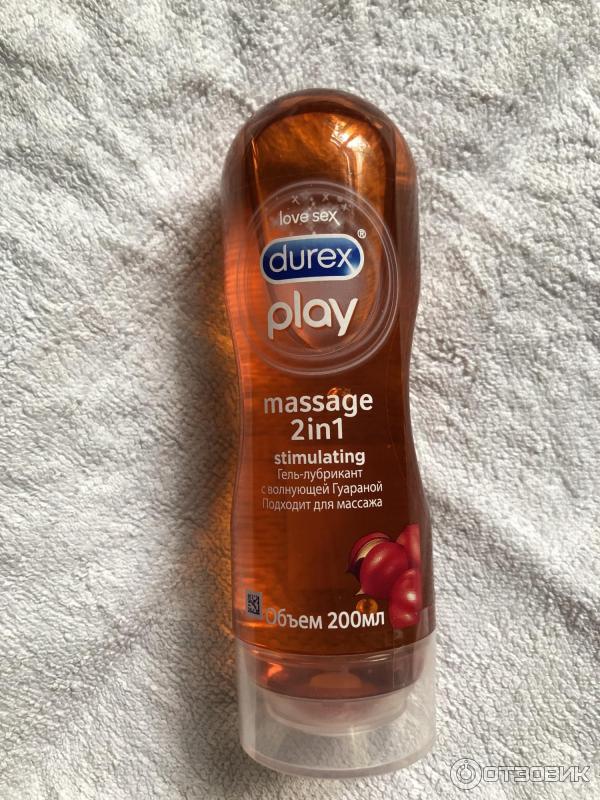 love sex
durex®
play
massage
2in1
stimulating
Гель-лубрикант
с волнующей Гуараной
Подходит для массажа
Объем 200мл
ОТЗОВИК